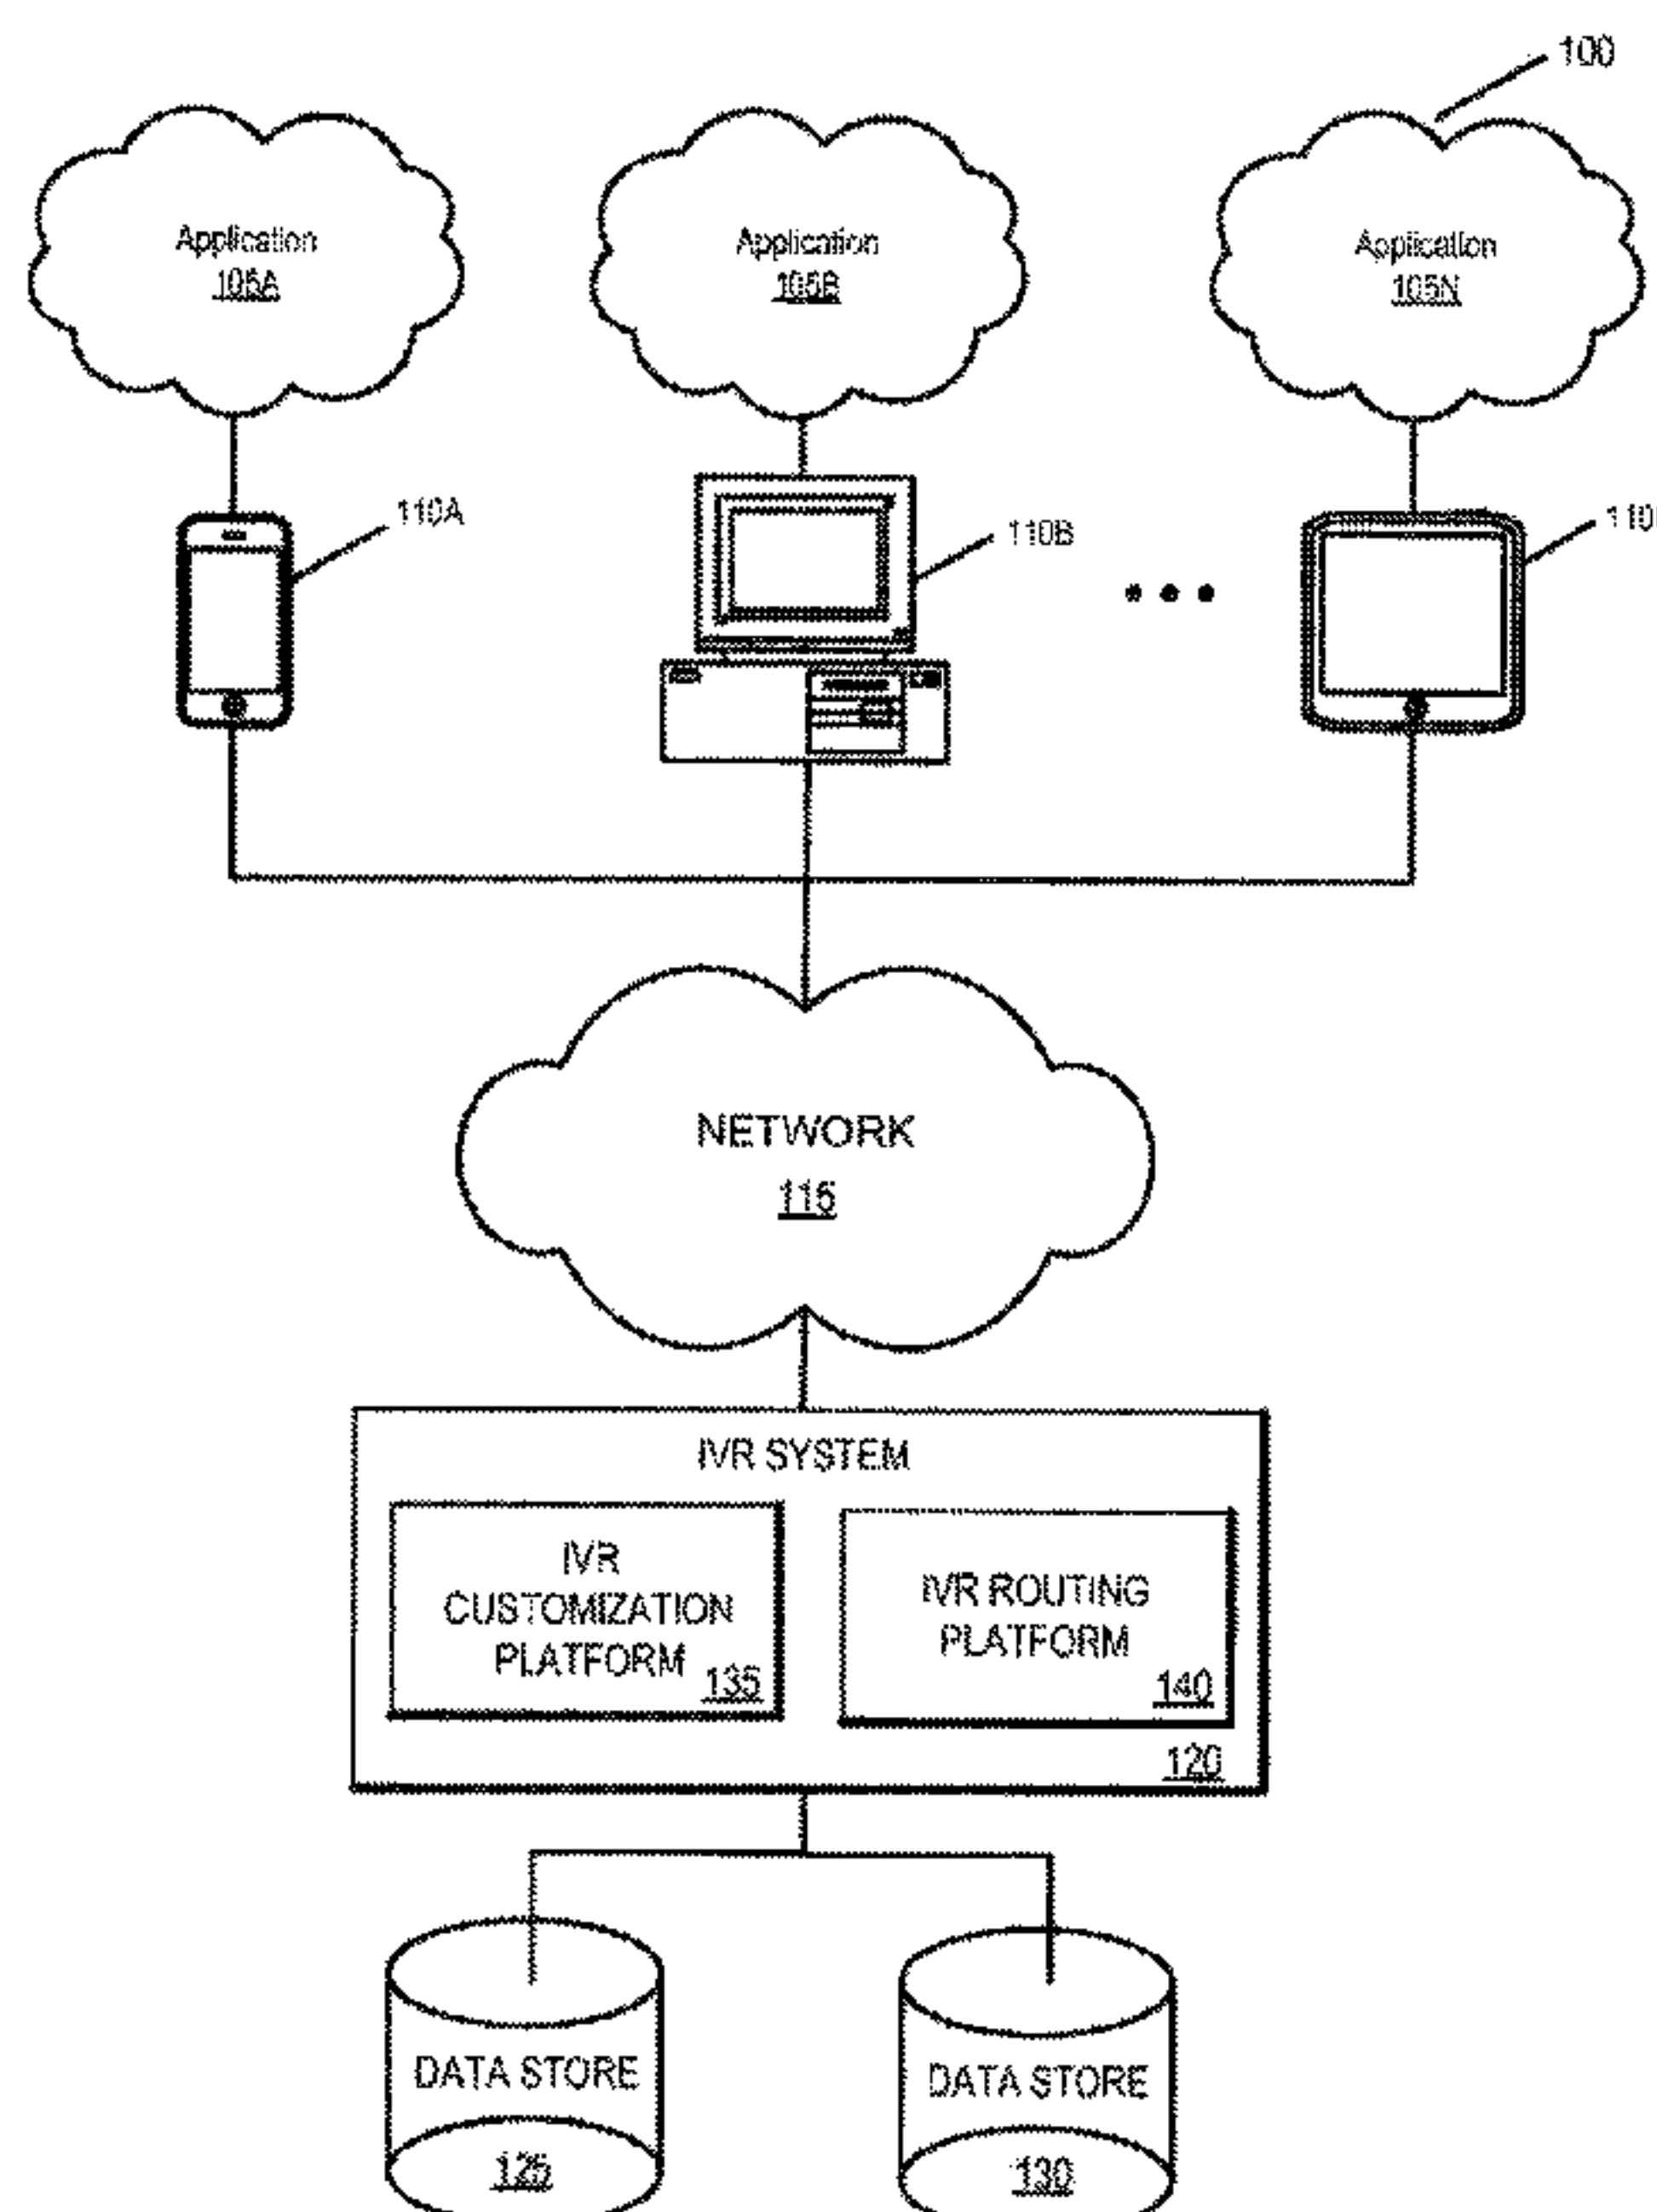 100
Application
105A
Application
105B
Application
105N
110A
110B
110
NETWORK
115
IVR SYSTEM
IVR
CUSTOMIZATION
PLATFORM
135
IVR ROUTING
PLATFORM
140
120
DATA STORE
125
DATA STORE
130